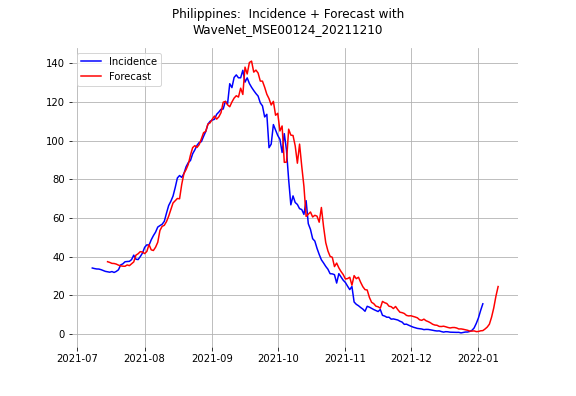 Philippines:  Incidence + Forecast with
WaveNet_MSE00124_20211210
Incidence
Forecast
140
120
100
80
60
40
20
0
2021-07 2021-08 2021-09 2021-10 2021-11 2021-12 2022-01